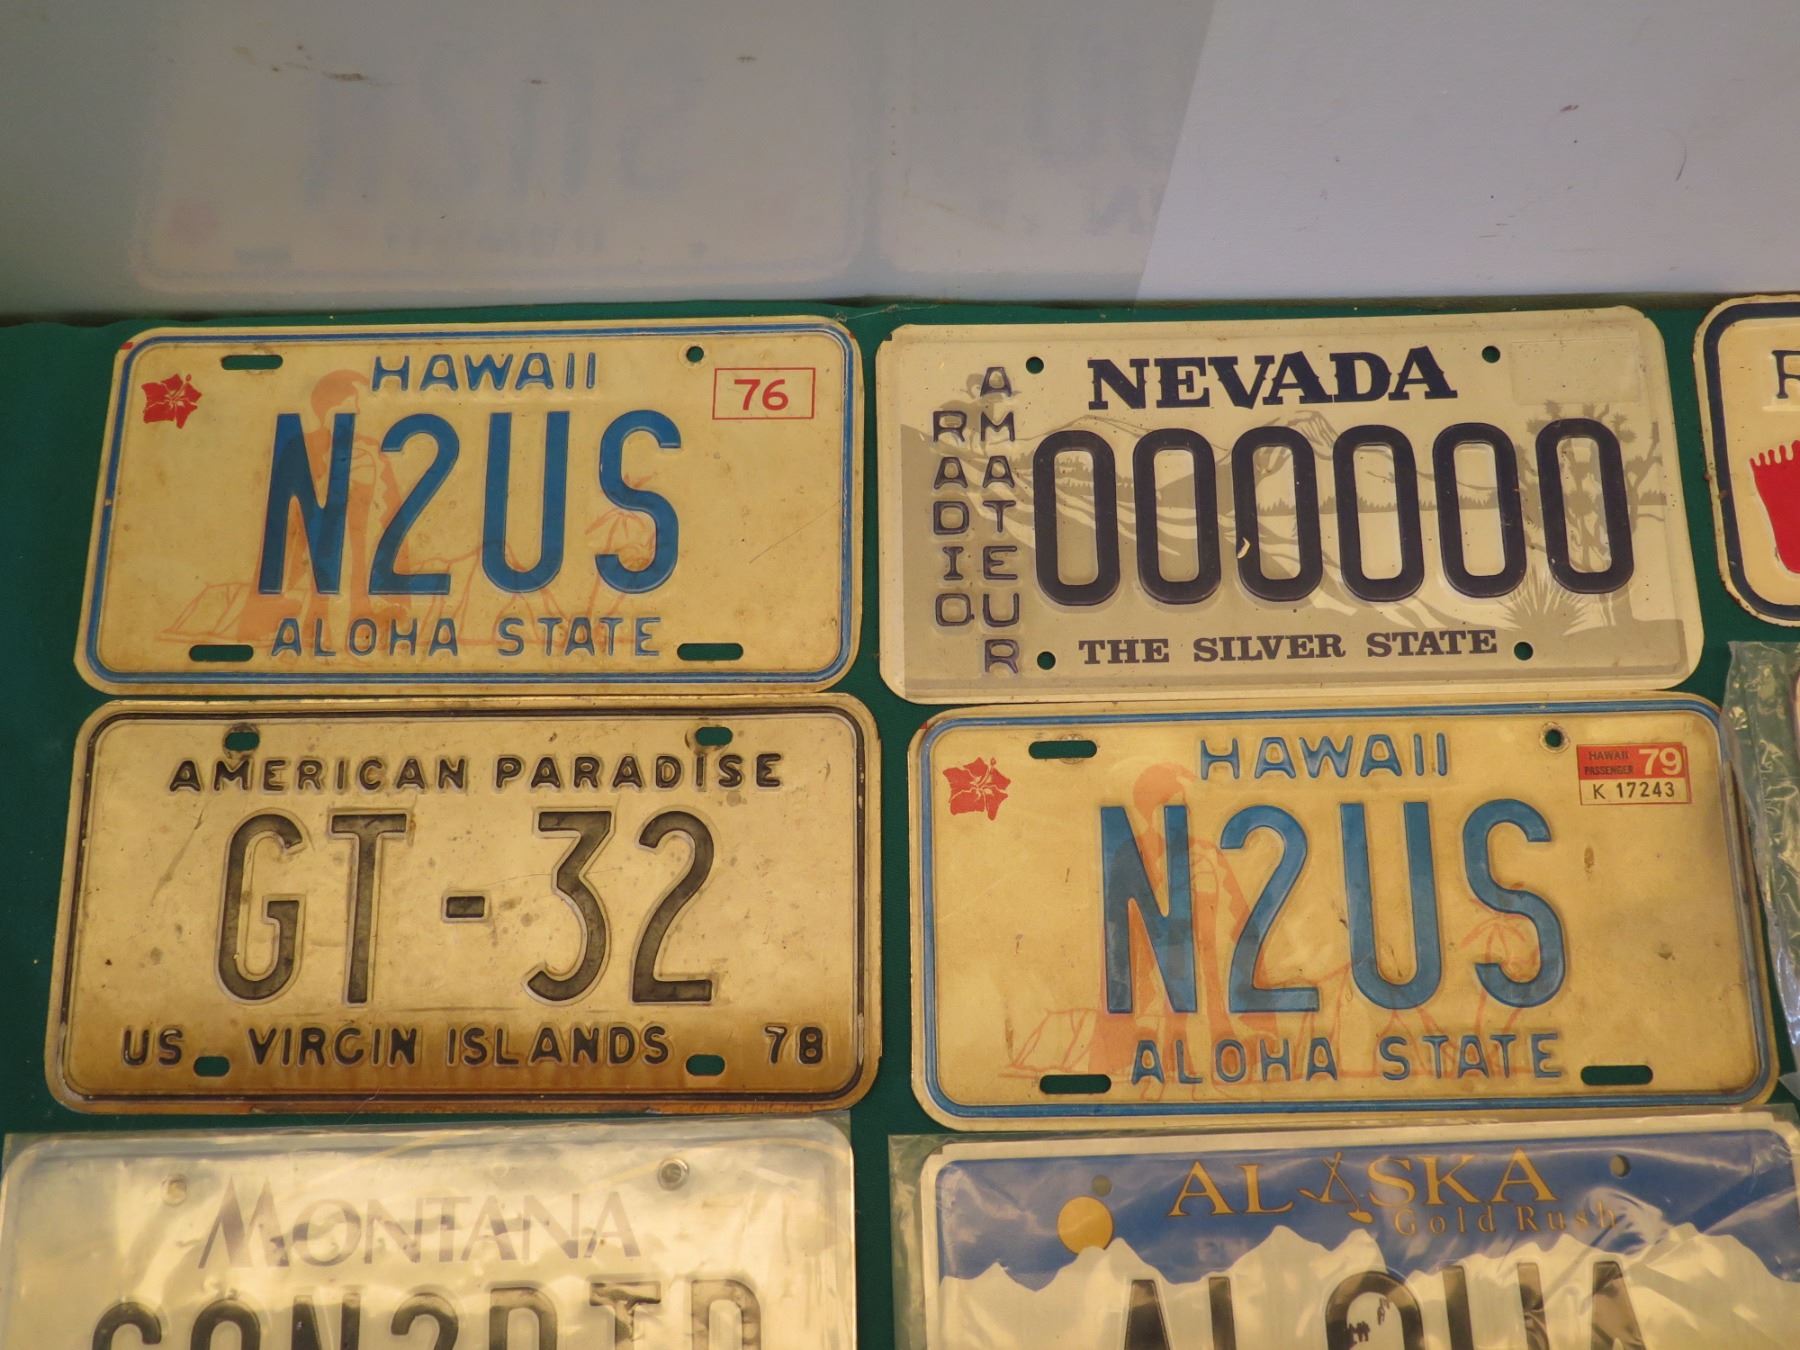 HAWAII
76
N2US
ALOHA STATE
NEVADA
RADIO
AMATEUR
000000
THE SILVER STATE
AMERICAN PARADISE
GT-32
US VIRGIN ISLANDS 78
HAWAII
HAWAII 79
PASSENGER
K 17243
N2US
ALOHA STATE
MONTANA
ALASKA
Gold Rush
ALOHA